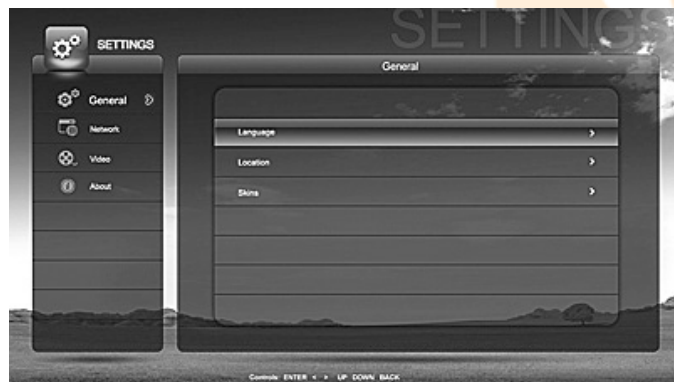 SETTINGS
SETTINGS
General
General
Network
Video
About
Language
Location
Skins
Controls: ENTER < > UP DOWN BACK